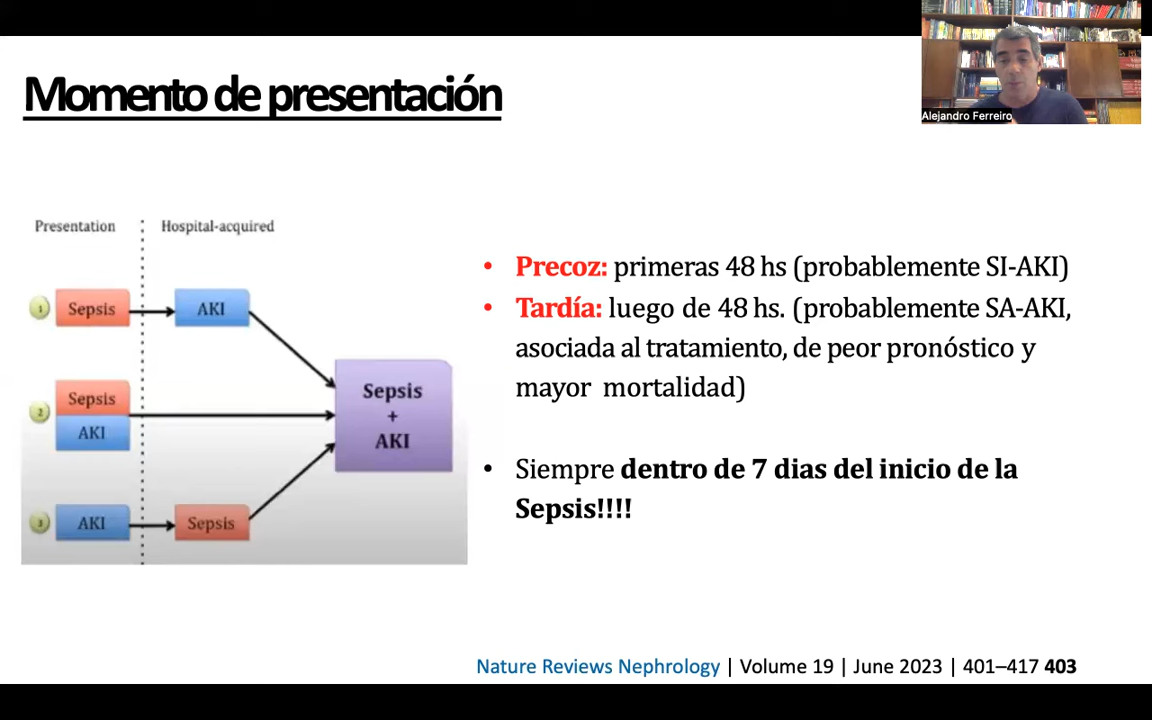 Momento de presentación
Alejandro Ferreiro
Presentation
Hospital-acquired
1
Sepsis
AKI
2
Sepsis
AKI
3
AKI
Sepsis
Sepsis
+
AKI
• Precoz: primeras 48 hs (probablemente SI-AKI)
• Tardía: luego de 48 hs. (probablemente SA-AKI,
asociada al tratamiento, de peor pronóstico y
mayor mortalidad)
• Siempre dentro de 7 dias del inicio de la
Sepsis!!!!
Nature Reviews Nephrology | Volume 19 | June 2023 | 401–417 403